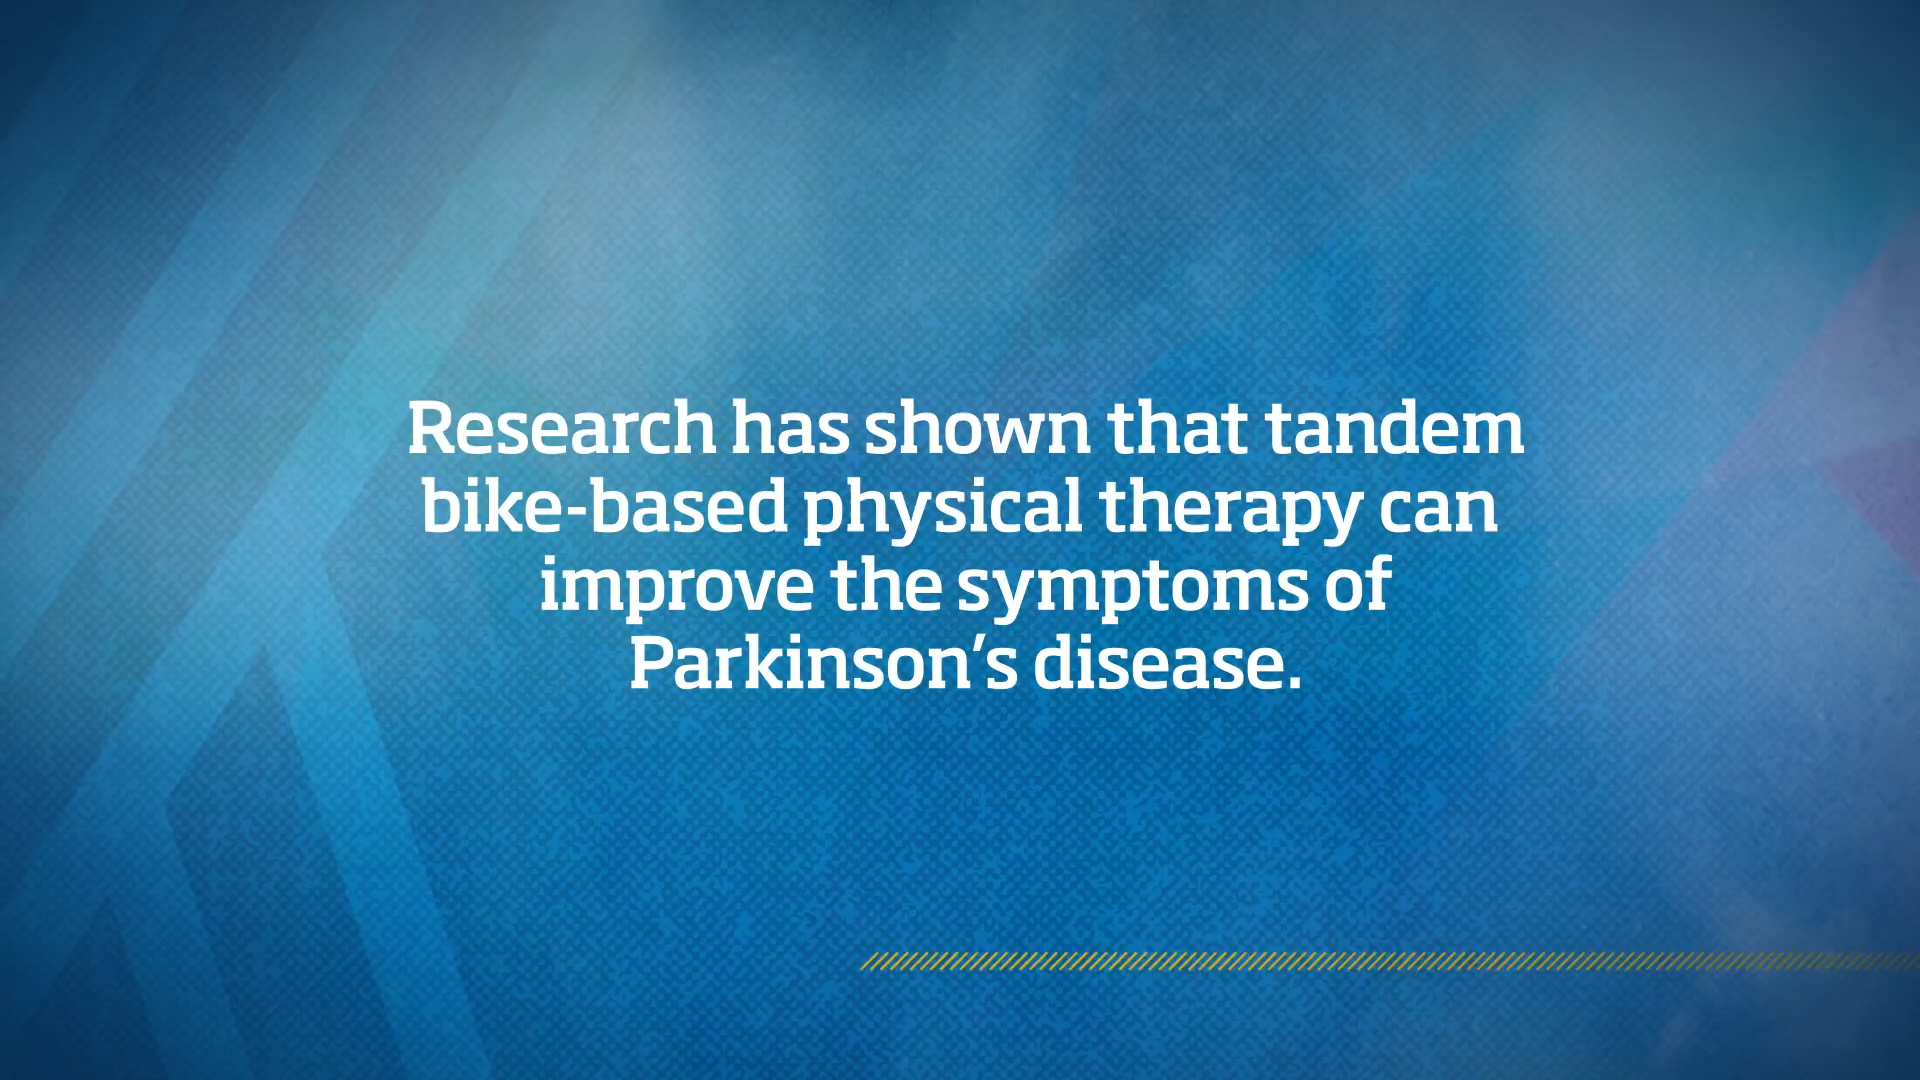 Research has shown that tandem
bike-based physical therapy can
improve the symptoms of
Parkinson’s disease.